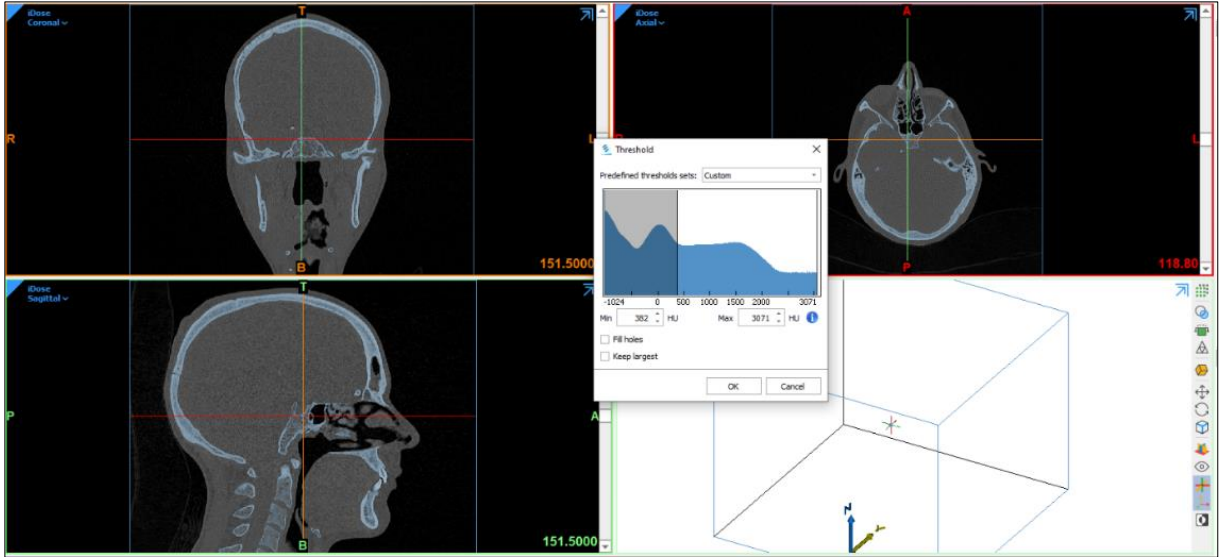 iDose
Coronal
T
R
L
B
151.5000
iDose
Axial
A
L
P
118.80
iDose
Sagittal
T
P
A
B
151.5000
Threshold
Predefined thresholds sets: Custom
-1024 0 500 1000 1500 2000 3071
Min 382 HU Max 3071 HU
Fill holes
Keep largest
OK Cancel
N
Y